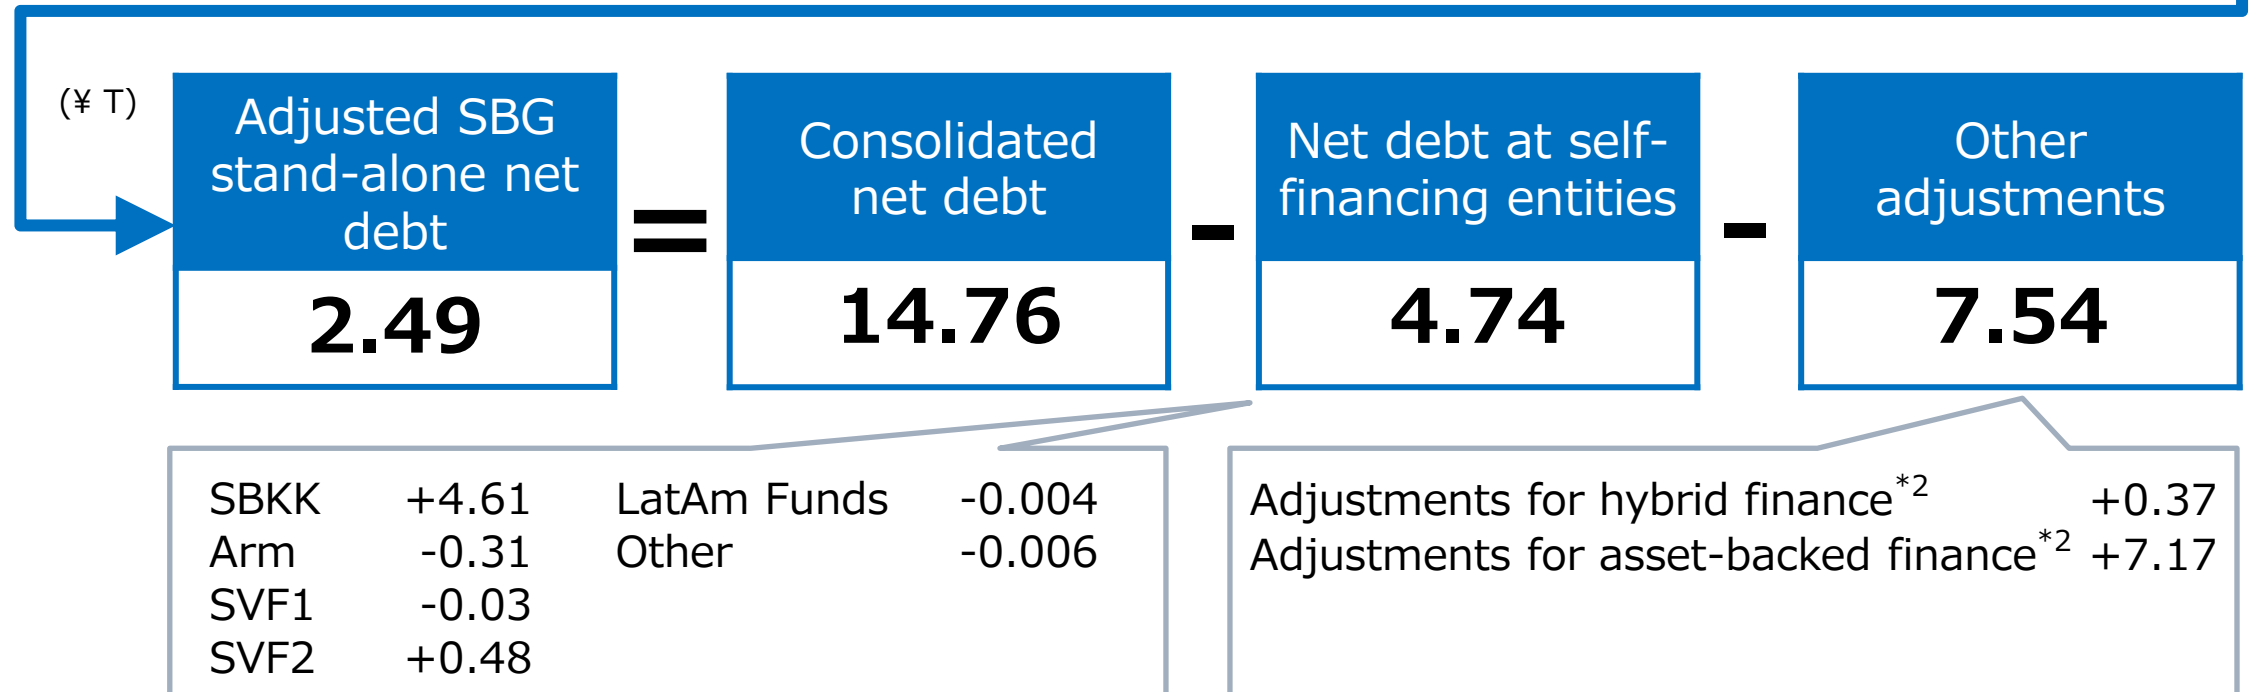 (¥ T)
Adjusted SBG
stand-alone net
debt
2.49
=
Consolidated
net debt
14.76
-
Net debt at self-
financing entities
4.74
-
Other
adjustments
7.54
SBKK +4.61 LatAm Funds -0.004
Arm -0.31 Other -0.006
SVF1 -0.03
SVF2 +0.48
Adjustments for hybrid finance*2 +0.37
Adjustments for asset-backed finance*2 +7.17